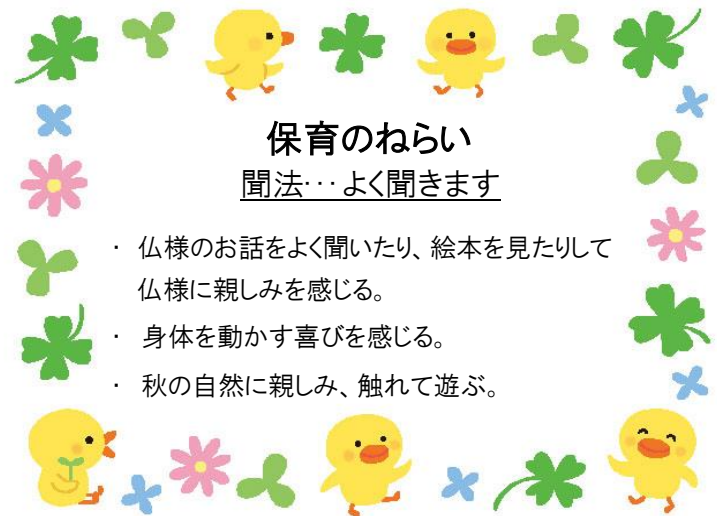 保育のねらい
聞法…よく聞きます
・ 仏様のお話をよく聞いたり、絵本を見たりして
仏様に親しみを感じる。
・ 身体を動かす喜びを感じる。
・ 秋の自然に親しみ、触れて遊ぶ。